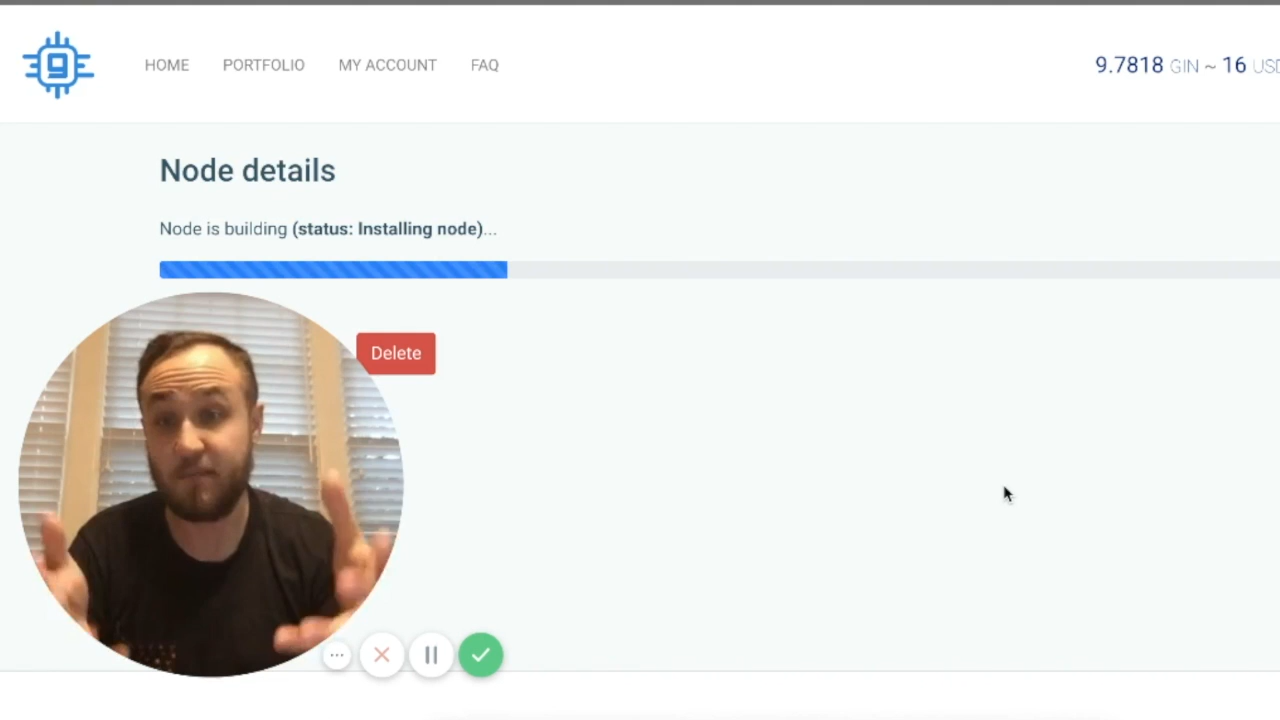 9
HOME PORTFOLIO MY ACCOUNT FAQ
9.7818 GIN ~ 16 USD
Node details
Node is building (status: Installing node)...
Delete